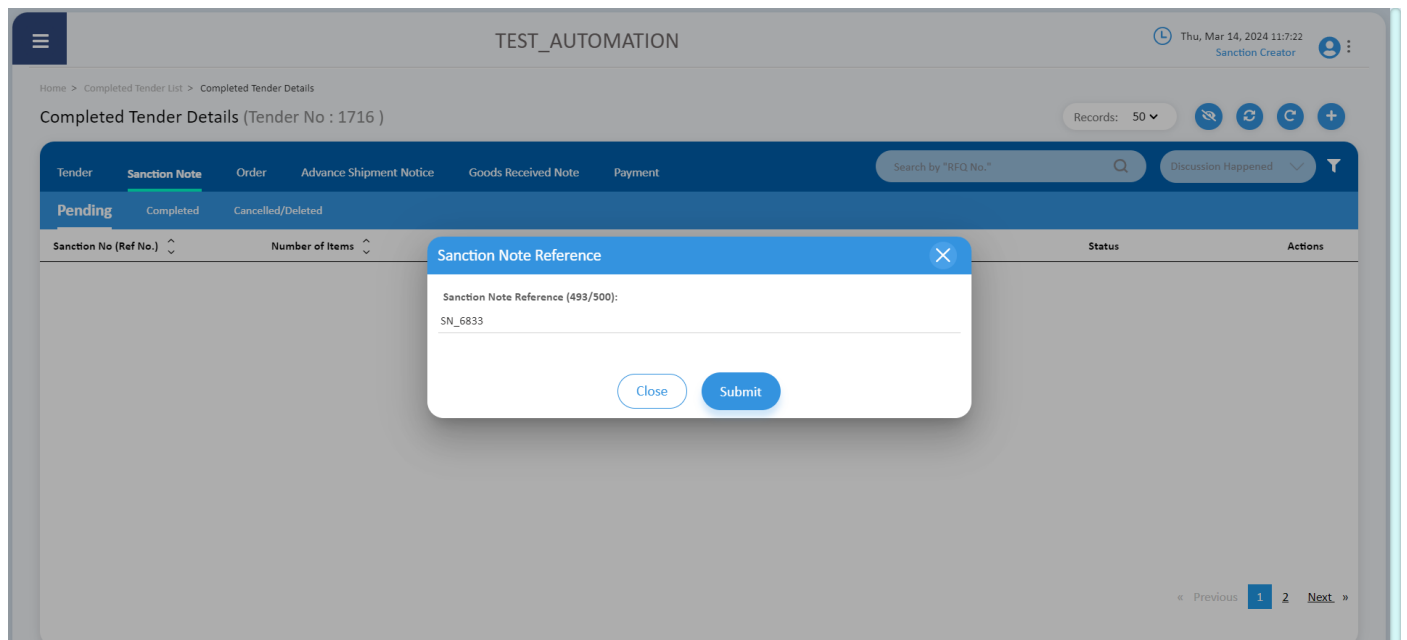 TEST_AUTOMATION
Thu, Mar 14, 2024 11:7:22
Sanction Creator
Home > Completed Tender List > Completed Tender Details
Completed Tender Details (Tender No : 1716 )
Records: 50
Tender Sanction Note Order Advance Shipment Notice Goods Received Note Payment
Search by "RFQ No."
Discussion Happened
Pending Completed Cancelled/Deleted
Sanction No (Ref No.) Number of Items Status Actions
Sanction Note Reference
Sanction Note Reference (493/500):
SN_6833
Close Submit
« Previous 1 2 Next »